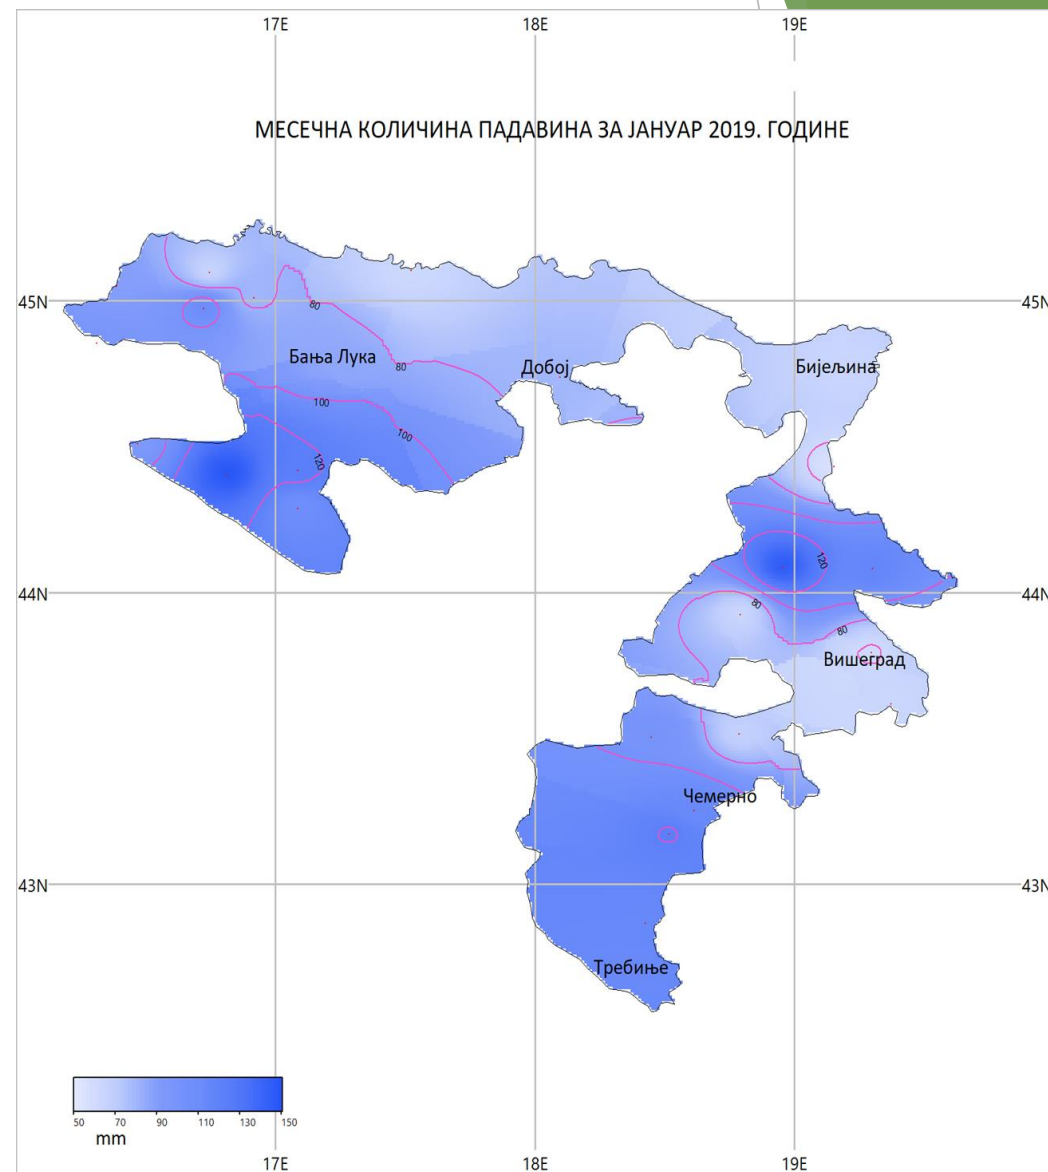 17E 18E 19E
МЕСЕЧНА КОЛИЧИНА ПАДАВИНА ЗА ЈАНУАР 2019. ГОДИНЕ
45N 45N
80
Бања Лука
80
Добој
Бијељина
100
100
120
120
44N 44N
80
80
Вишеград
Чемерно
43N 43N
Требиње
50 70 90 110 130 150
mm
17E 18E 19E